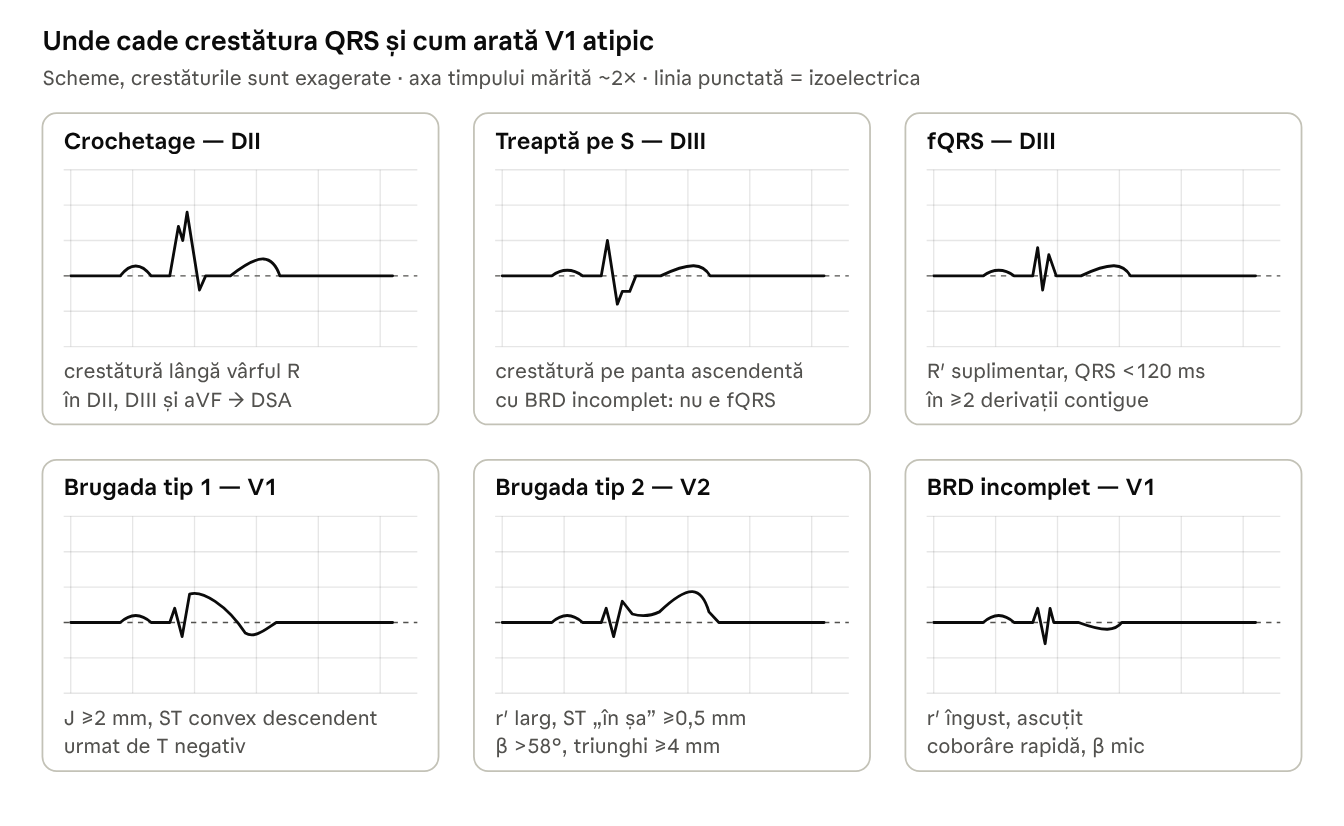 Unde cade crestătura QRS și cum arată V1 atipic
Scheme, crestăturile sunt exagerate · axa timpului mărită ~2× · linia punctată = izoelectrica
Crochetage — DII
crestătură lângă vârful R
în DII, DIII și aVF → DSA
Treaptă pe S — DIII
crestătură pe panta ascendentă
cu BRD incomplet: nu e fQRS
fQRS — DIII
R′ suplimentar, QRS <120 ms
în ≥2 derivații contigue
Brugada tip 1 — V1
J ≥2 mm, ST convex descendent
urmat de T negativ
Brugada tip 2 — V2
r′ larg, ST „în șa” ≥0,5 mm
β >58°, triunghi ≥4 mm
BRD incomplet — V1
r′ îngust, ascuțit
coborâre rapidă, β mic